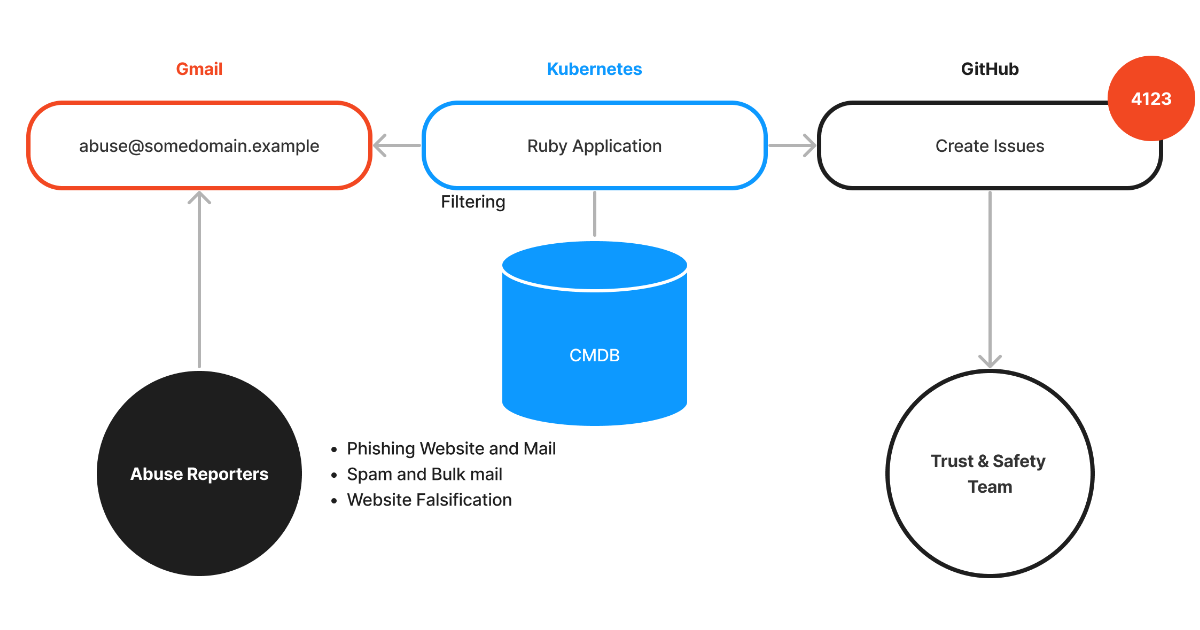 Gmail
Kubernetes
GitHub
4123
abuse@somedomain.example
Ruby Application
Create Issues
Filtering
CMDB
Abuse Reporters
• Phishing Website and Mail
• Spam and Bulk mail
• Website Falsification
Trust & Safety
Team